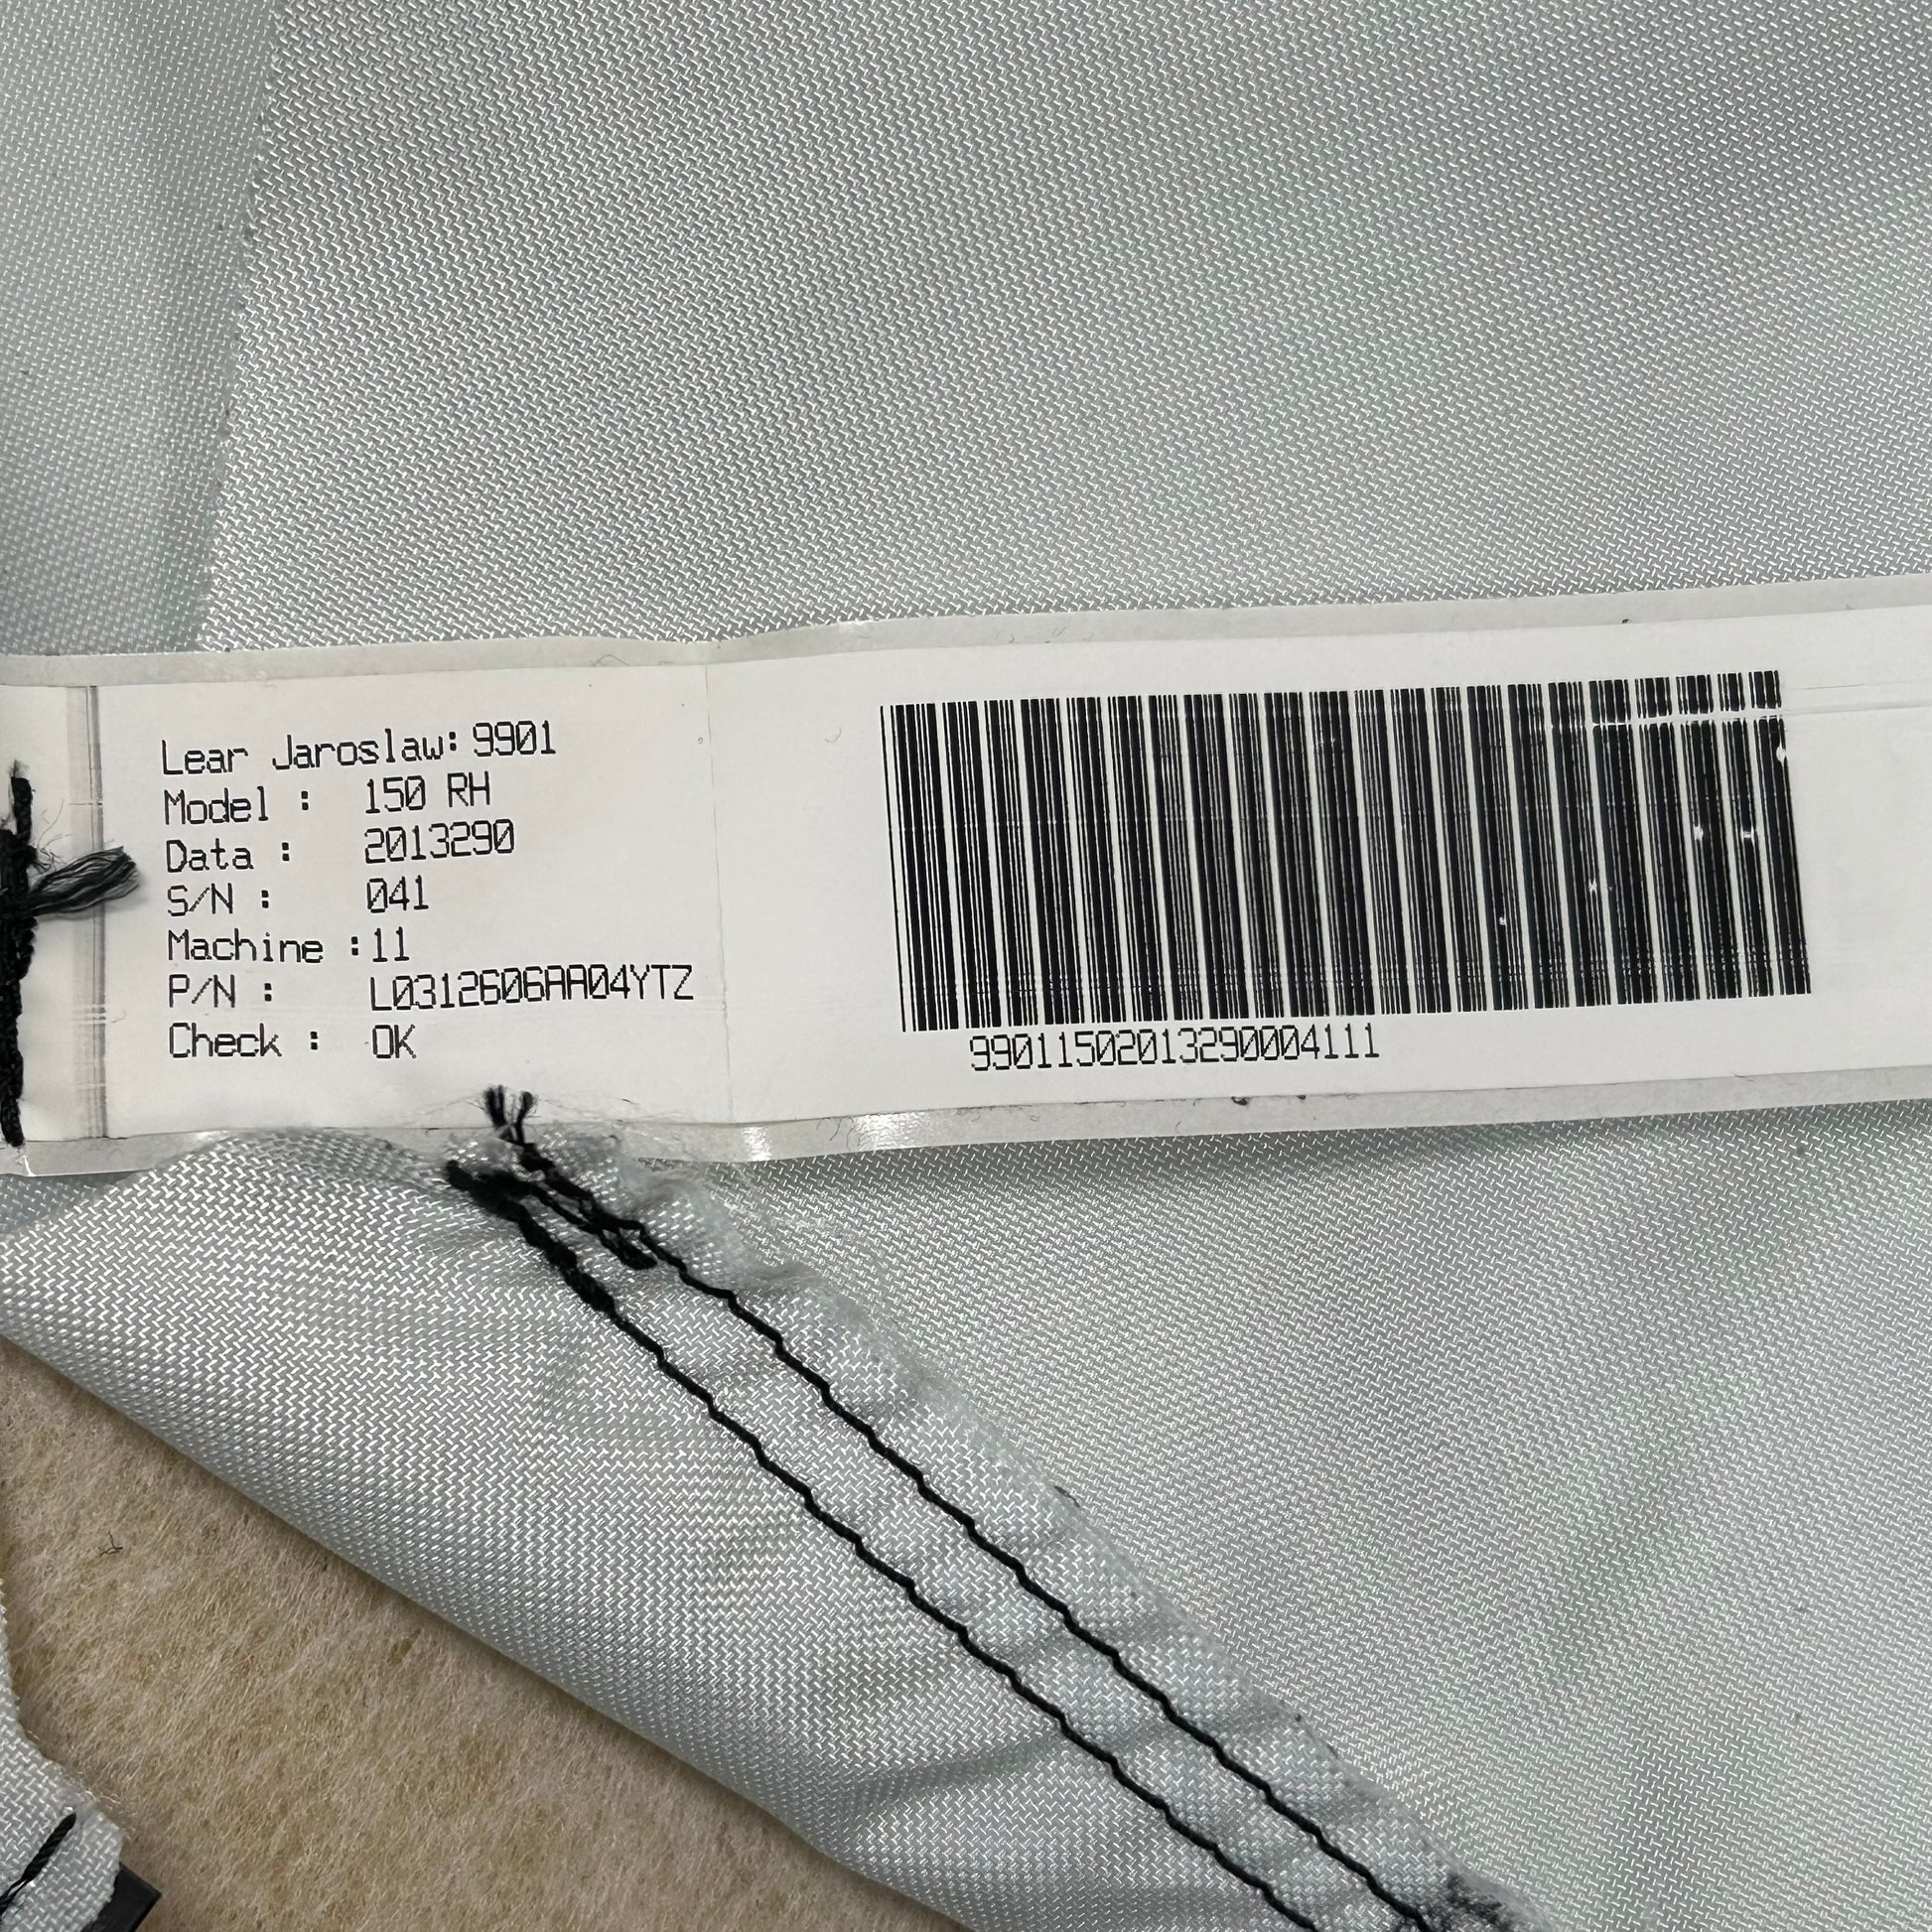 Lear Jaroslaw: 9901
Model : 150 RH
Data : 2013290
S/N : 041
Machine : 11
P/N : L0312606AA04YTZ
Check : OK
99011502013290004111